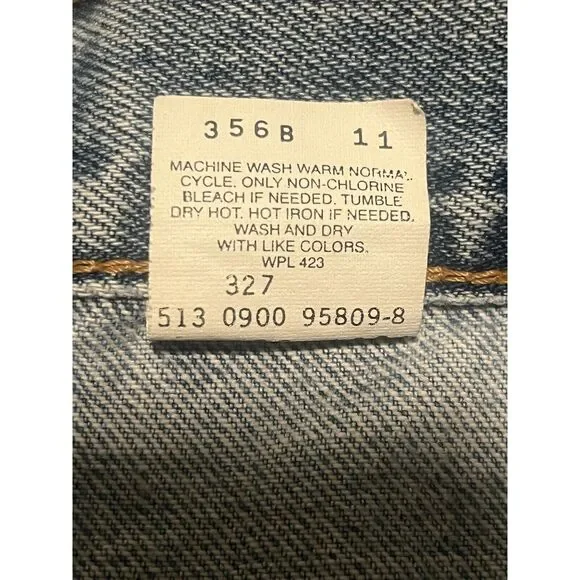 356B 11
MACHINE WASH WARM NORMAL
CYCLE. ONLY NON-CHLORINE
BLEACH IF NEEDED. TUMBLE
DRY HOT. HOT IRON IF NEEDED.
WASH AND DRY
WITH LIKE COLORS.
WPL 423
327
513 0900 95809-8